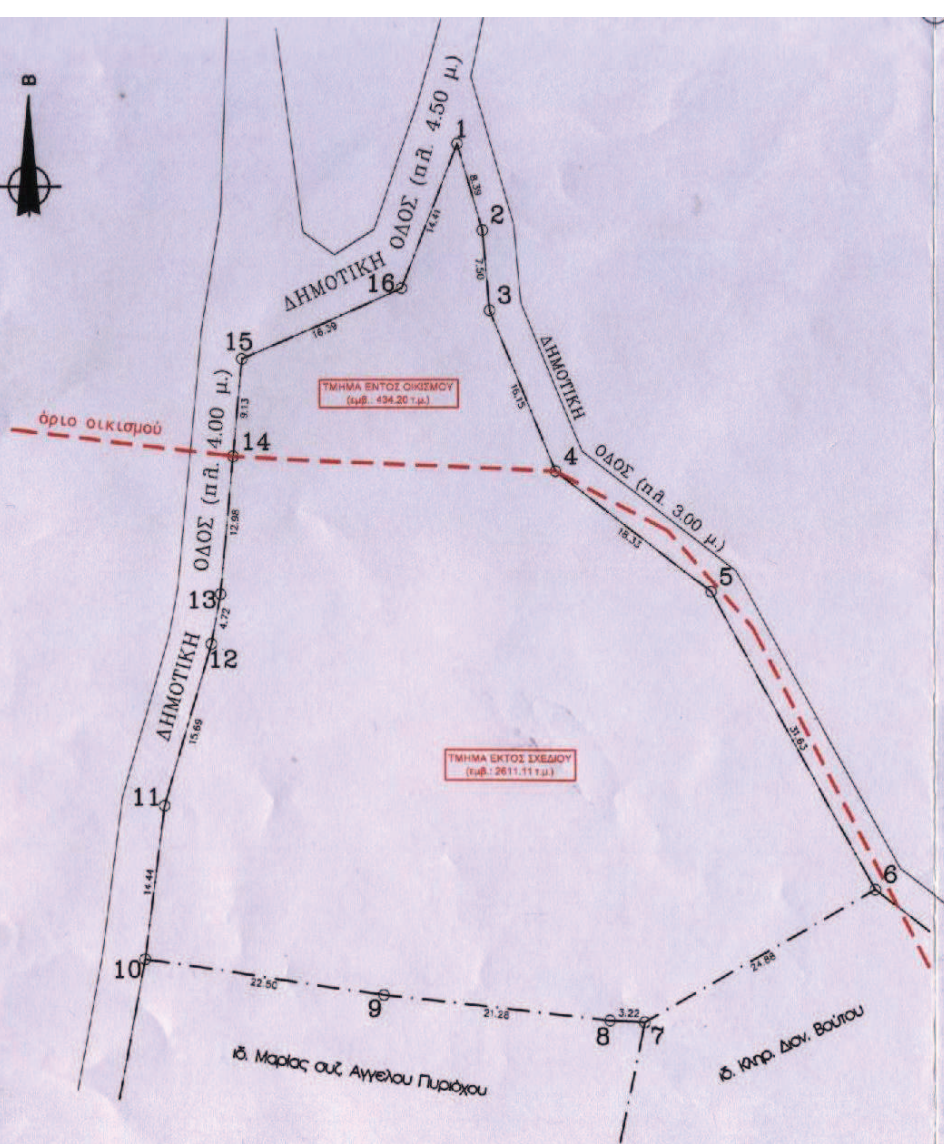 Β
ΔΗΜΟΤΙΚΗ ΟΔΟΣ (πλ. 4.50 μ.)
1
8.39
14.41
2
7.50
16
3
16.39
15
ΔΗΜΟΤΙΚΗ ΟΔΟΣ (πλ. 3.00 μ.)
16.15
ΤΜΗΜΑ ΕΝΤΟΣ ΟΙΚΙΣΜΟΥ
(εμβ.: 434.20 τ.μ.)
9.13
όριο οικισμού
14
4
ΔΗΜΟΤΙΚΗ ΟΔΟΣ (πλ. 4.00 μ.)
12.98
18.33
5
13
4.72
12
15.69
31.63
ΤΜΗΜΑ ΕΚΤΟΣ ΣΧΕΔΙΟΥ
(εμβ.: 2611.11 τ.μ.)
11
14.44
6
24.88
10
22.50
9
21.28
8
3.22
7
ιδ. Μαρίας συζ. Αγγελου Πυριόχου
ιδ. Κληρ. Διον. Βούτου